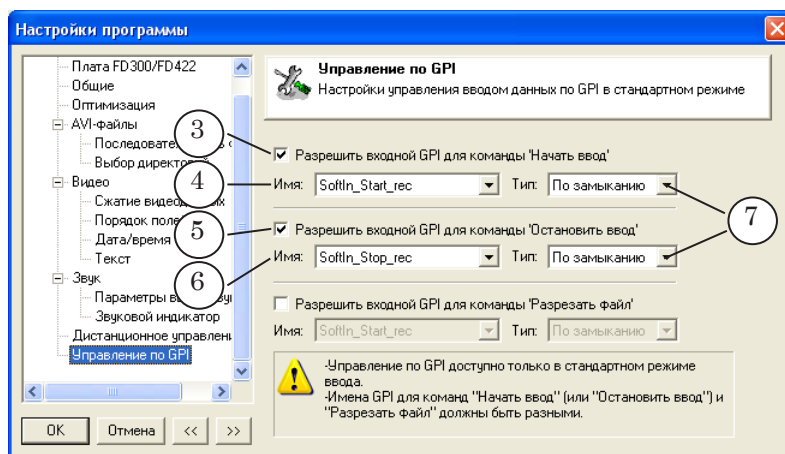 Настройки программы
Плата FD300/FD422
Общие
Оптимизация
AVI-файлы
Выбор
Видео
Сжатие
Порядок
Дата/время
Текст
Звук
Параметры
Звуковой индикатор
Дистанционное
Управление по GPI
OK
Отмена
<<
>>
Управление по GPI
Настройки управления вводом данных по GPI в стандартном режиме
3
Разрешить входной GPI для команды 'Начать ввод'
4
Имя: SoftIn_Start_rec Тип: По замыканию
7
5
Разрешить входной GPI для команды 'Остановить ввод'
6
Имя: SoftIn_Stop_rec Тип: По замыканию
Разрешить входной GPI для команды 'Разрезать файл'
Имя: SoftIn_Start_rec Тип: По замыканию
-Управление по GPI доступно только в стандартном режиме
ввода.
-Имена GPI для команд "Начать ввод" (или "Остановить ввод") и
"Разрезать файл" должны быть разными.